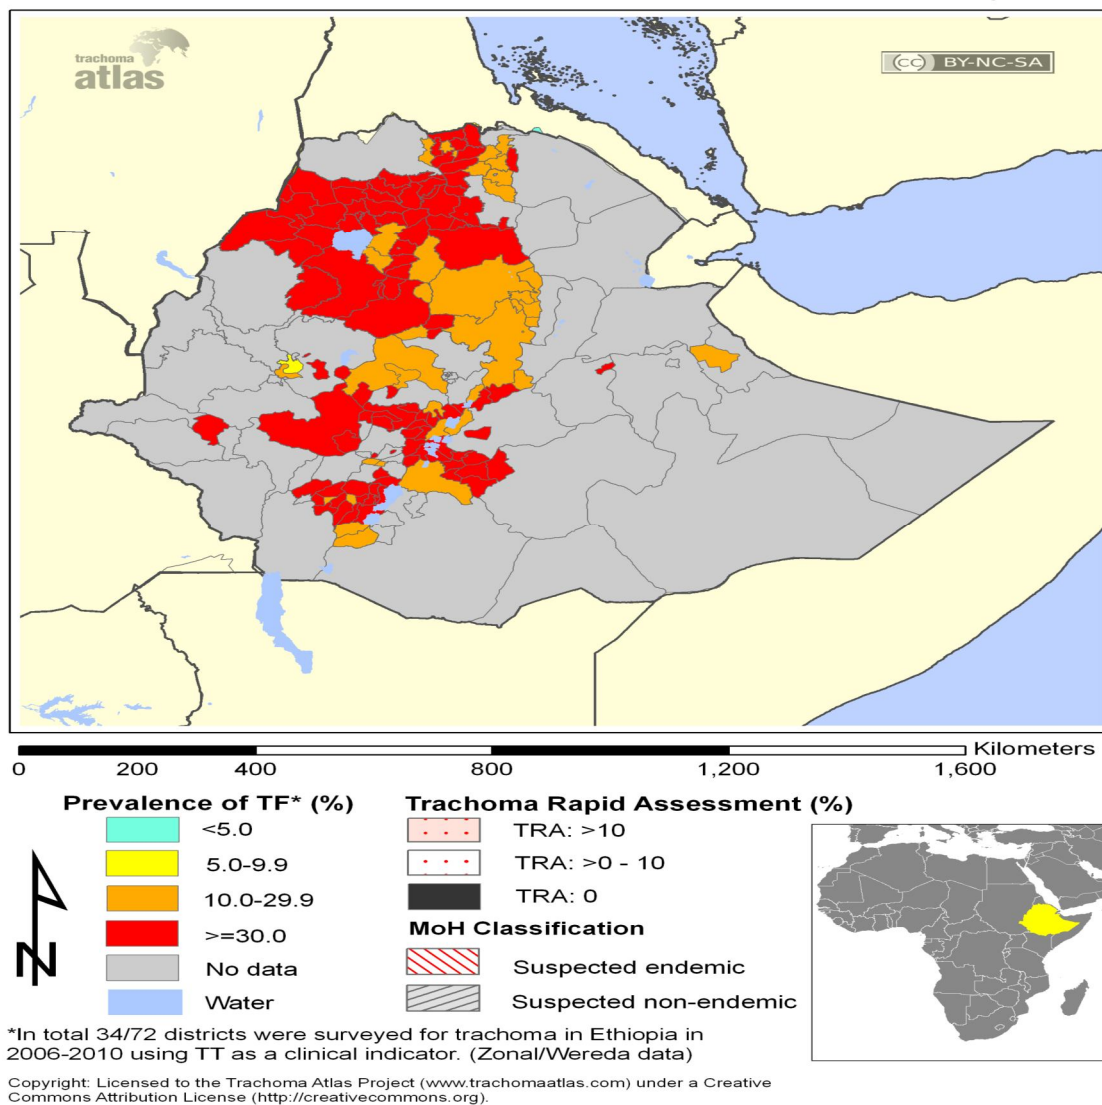 trachoma
atlas
(cc) BY-NC-SA
Kilometers
0 200 400 800 1,200 1,600
Prevalence of TF* (%)
<5.0
5.0-9.9
10.0-29.9
>=30.0
No data
Water
Trachoma Rapid Assessment (%)
TRA: >10
TRA: >0 - 10
TRA: 0
MoH Classification
Suspected endemic
Suspected non-endemic
N
*In total 34/72 districts were surveyed for trachoma in Ethiopia in
2006-2010 using TT as a clinical indicator. (Zonal/Wereda data)
Copyright: Licensed to the Trachoma Atlas Project (www.trachomaatlas.com) under a Creative
Commons Attribution License (http://creativecommons.org).